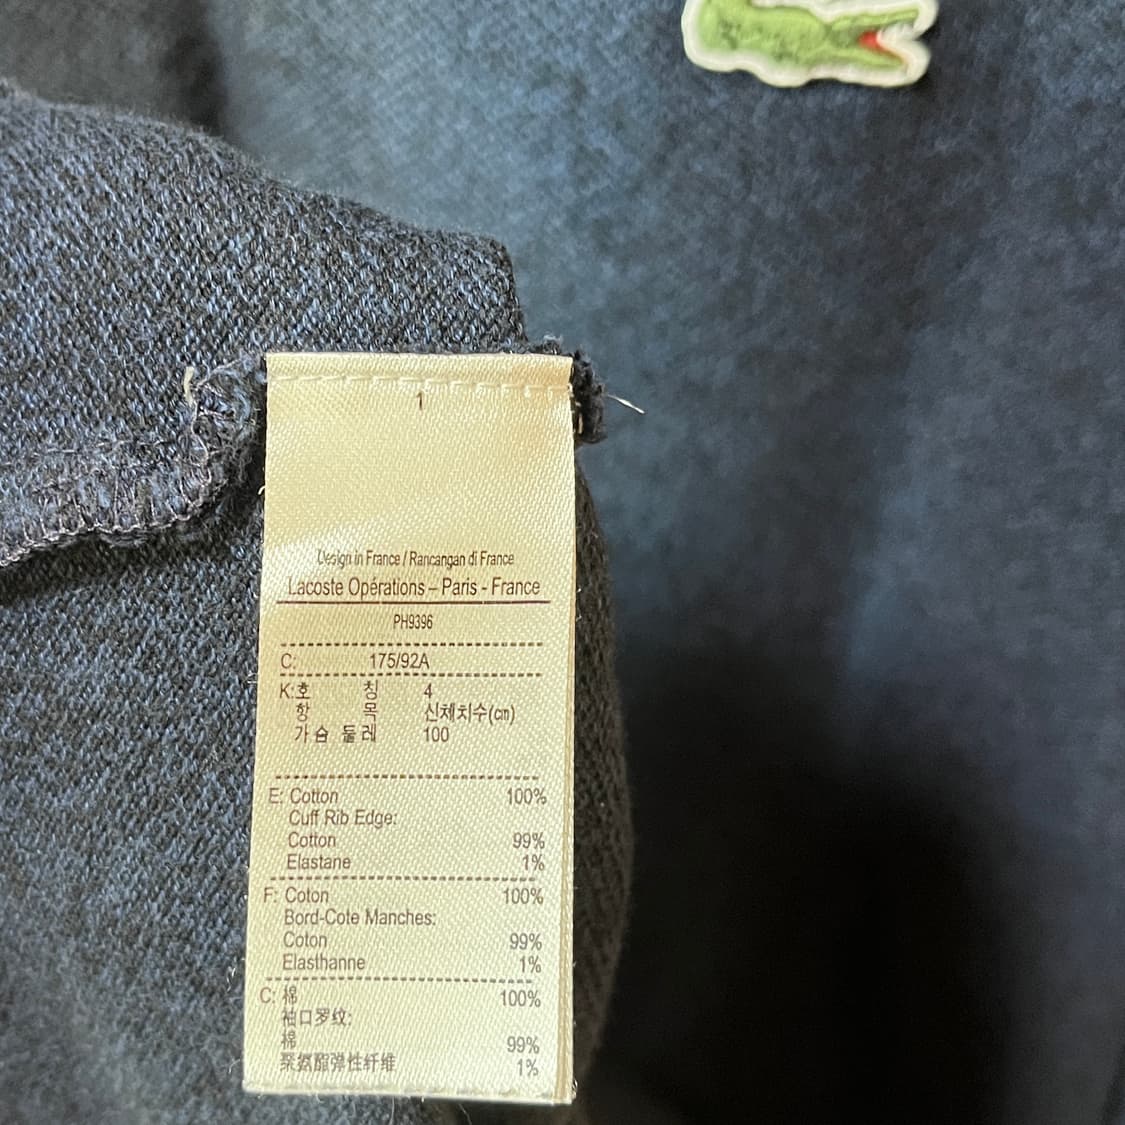 1
Design in France / Rancangan di France
Lacoste Opérations – Paris - France
PH9396
C: 175/92A
K:호 칭 4
항 목 신체치수(cm)
가슴 둘레 100
E: Cotton 100%
Cuff Rib Edge:
Cotton 99%
Elastane 1%
F: Coton 100%
Bord-Cote Manches:
Coton 99%
Elasthanne 1%
C: 棉 100%
袖口罗纹:
棉 99%
聚氨酯弹性纤维 1%